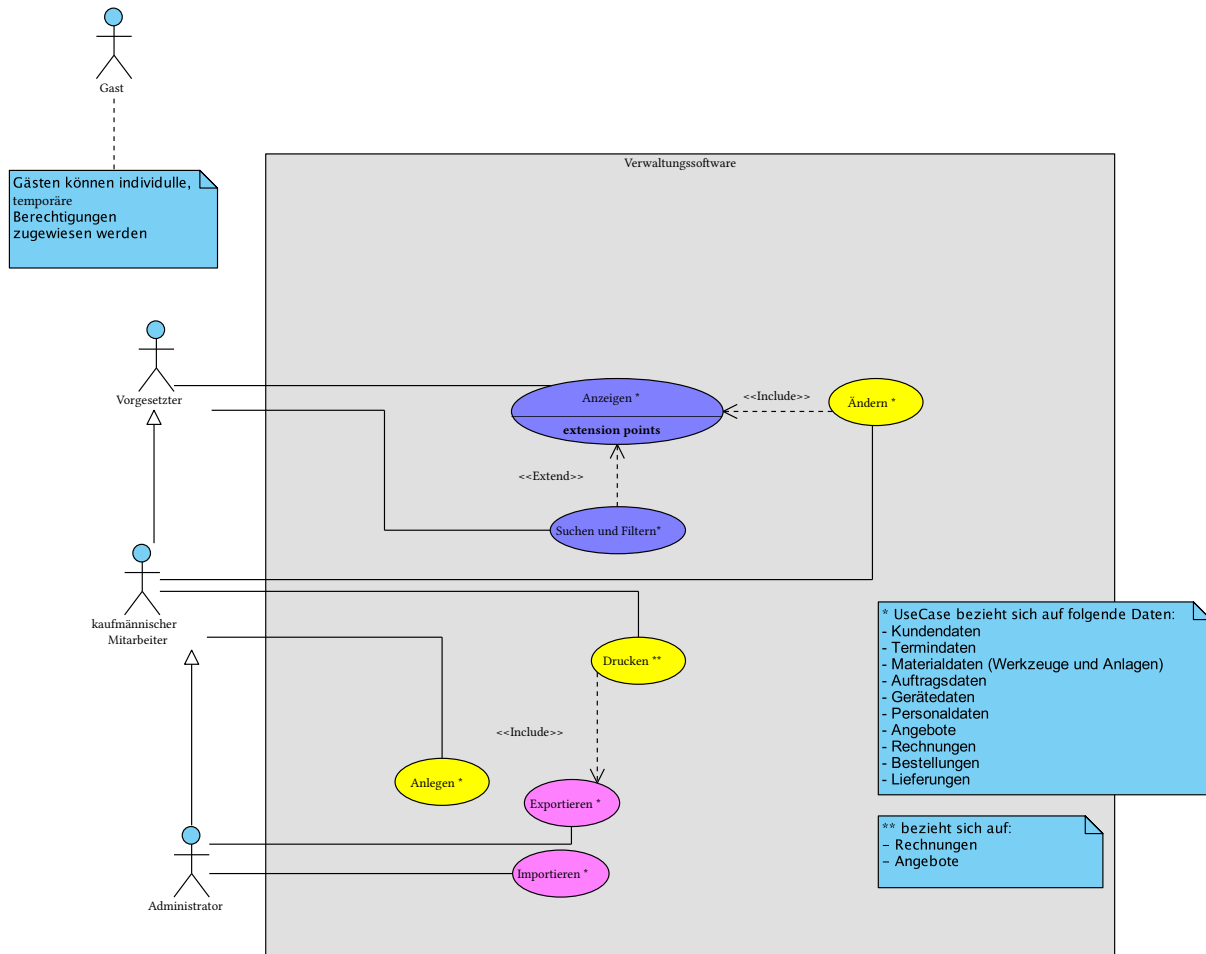 Gast
Gästen können individulle,
temporäre
Berechtigungen
zugewiesen werden
Verwaltungssoftware
Vorgesetzter
Anzeigen *
extension points
<<Include>>
Ändern *
<<Extend>>
Suchen und Filtern*
kaufmännischer
Mitarbeiter
Drucken **
<<Include>>
Anlegen *
Exportieren *
Importieren *
Administrator
* UseCase bezieht sich auf folgende Daten:
- Kundendaten
- Termindaten
- Materialdaten (Werkzeuge und Anlagen)
- Auftragsdaten
- Gerätedaten
- Personaldaten
- Angebote
- Rechnungen
- Bestellungen
- Lieferungen
** bezieht sich auf:
– Rechnungen
– Angebote